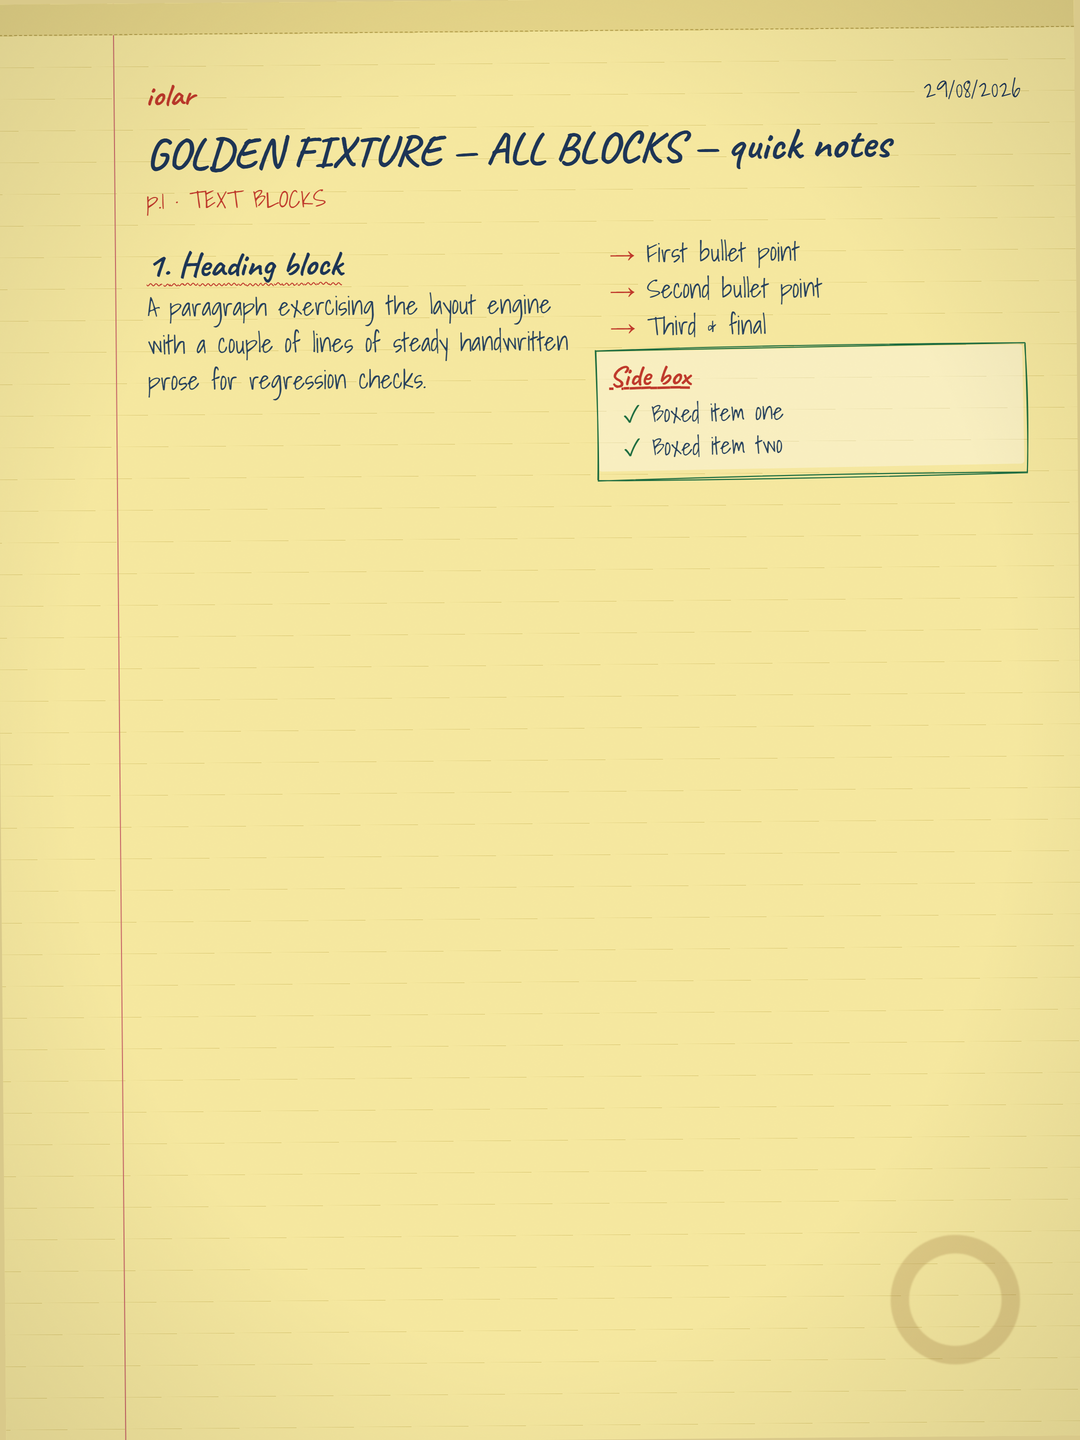 iolar
29/08/2026
GOLDEN FIXTURE – ALL BLOCKS – quick notes
p.1 · TEXT BLOCKS
1. Heading block
A paragraph exercising the layout engine
with a couple of lines of steady handwritten
prose for regression checks.
→ First bullet point
→ Second bullet point
→ Third & final
Side box
✓ Boxed item one
✓ Boxed item two